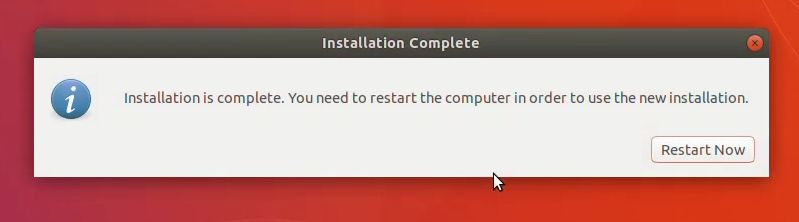 Installation Complete
Installation is complete. You need to restart the computer in order to use the new installation.
Restart Now